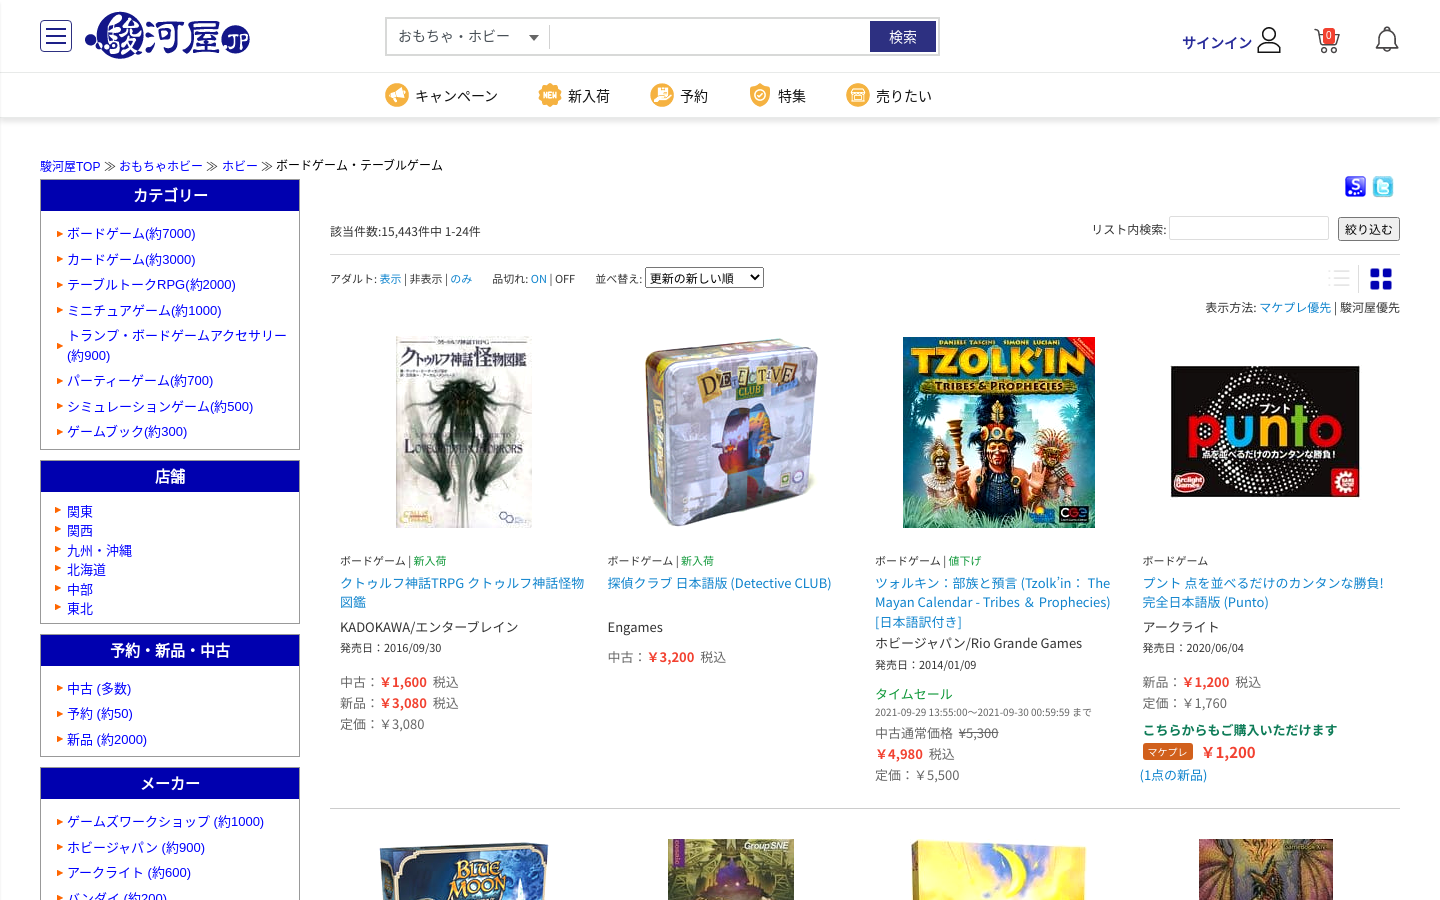 駿河屋.JP
おもちゃ・ホビー
検索
サインイン
0
キャンペーン
NEW
新入荷
予約
特集
売りたい
駿河屋TOP ≫ おもちゃホビー ≫ ホビー ≫ ボードゲーム・テーブルゲーム
カテゴリー
ボードゲーム(約7000)
カードゲーム(約3000)
テーブルトークRPG(約2000)
ミニチュアゲーム(約1000)
トランプ・ボードゲームアクセサリー
(約900)
パーティーゲーム(約700)
シミュレーションゲーム(約500)
ゲームブック(約300)
店舗
関東
関西
九州・沖縄
北海道
中部
東北
予約・新品・中古
中古 (多数)
予約 (約50)
新品 (約2000)
メーカー
ゲームズワークショップ (約1000)
ホビージャパン (約900)
アークライト (約600)
バンダイ (約200)
該当件数:15,443件中 1-24件
リスト内検索:
絞り込む
アダルト: 表示 | 非表示 | のみ
品切れ: ON | OFF
並べ替え: 更新の新しい順
表示方法: マケプレ優先 | 駿河屋優先
クトゥルフ神話TRPG
クトゥルフ神話怪物図鑑
LOVECRAFTIAN HORRORS
DETECTIVE
CLUB
DANIELE TASCINI SIMONE LUCIANI
TZOLK'IN
TRIBES & PROPHECIES
CGE
プント
punto
点を並べるだけのカンタンな勝負!
Arclight
Games
ボードゲーム | 新入荷
クトゥルフ神話TRPG クトゥルフ神話怪物
図鑑
KADOKAWA/エンターブレイン
発売日：2016/09/30
中古：￥1,600 税込
新品：￥3,080 税込
定価：￥3,080
ボードゲーム | 新入荷
探偵クラブ 日本語版 (Detective CLUB)
Engames
中古：￥3,200 税込
ボードゲーム | 値下げ
ツォルキン：部族と預言 (Tzolk'in： The
Mayan Calendar - Tribes ＆ Prophecies)
[日本語訳付き]
ホビージャパン/Rio Grande Games
発売日：2014/01/09
タイムセール
2021-09-29 13:55:00〜2021-09-30 00:59:59 まで
中古通常価格 ¥5,300
￥4,980 税込
定価：￥5,500
ボードゲーム
プント 点を並べるだけのカンタンな勝負!
完全日本語版 (Punto)
アークライト
発売日：2020/06/04
新品：￥1,200 税込
定価：￥1,760
こちらからもご購入いただけます
マケプレ ￥1,200
(1点の新品)
BLUE
MOON
GroupSNE